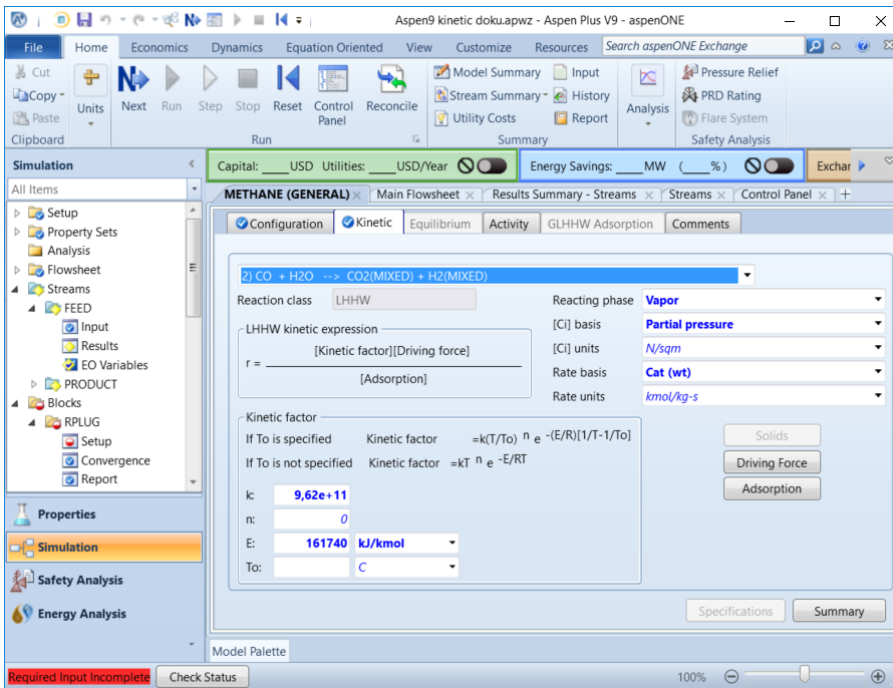 Aspen9 kinetic doku.apwz - Aspen Plus V9 - aspenONE
File Home Economics Dynamics Equation Oriented View Customize Resources Search aspenONE Exchange
Cut
Copy
Paste
Clipboard
Units
Next
Run
Step
Stop
Reset
Control Panel
Reconcile
Run
Model Summary Input
Stream Summary History
Utility Costs Report
Summary
Analysis
Pressure Relief
PRD Rating
Flare System
Safety Analysis
Simulation
Capital: ____USD Utilities: ____USD/Year
Energy Savings: ____MW (____%)
Exchar
All Items
Setup
Property Sets
Analysis
Flowsheet
Streams
FEED
Input
Results
EO Variables
PRODUCT
Blocks
RPLUG
Setup
Convergence
Report
Properties
Simulation
Safety Analysis
Energy Analysis
METHANE (GENERAL) Main Flowsheet Results Summary - Streams Streams Control Panel +
Configuration Kinetic Equilibrium Activity GLHHW Adsorption Comments
2) CO + H2O --> CO2(MIXED) + H2(MIXED)
Reaction class LHHW
LHHW kinetic expression
[Kinetic factor][Driving force]
r =
[Adsorption]
Reacting phase Vapor
[Ci] basis Partial pressure
[Ci] units N/sqm
Rate basis Cat (wt)
Rate units kmol/kg-s
Kinetic factor
If To is specified Kinetic factor =k(T/To) n e -(E/R)[1/T-1/To]
If To is not specified Kinetic factor =kT n e -E/RT
k: 9,62e+11
n: 0
E: 161740 kJ/kmol
To: C
Solids
Driving Force
Adsorption
Specifications Summary
Model Palette
Required Input Incomplete Check Status 100%